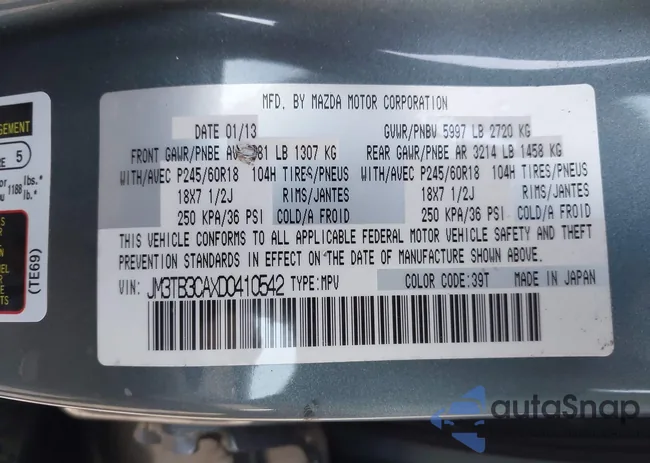 MFD. BY MAZDA MOTOR CORPORATION
DATE 01/13 GVWR/PNBV 5997 LB 2720 KG
FRONT GAWR/PNBE AV 881 LB 1307 KG REAR GAWR/PNBE AR 3214 LB 1458 KG
WITH/AVEC P245/60R18 104H TIRES/PNEUS WITH/AVEC P245/60R18 104H TIRES/PNEUS
18X7 1/2J RIMS/JANTES 18X7 1/2J RIMS/JANTES
250 KPA/36 PSI COLD/A FROID 250 KPA/36 PSI COLD/A FROID
THIS VEHICLE CONFORMS TO ALL APPLICABLE FEDERAL MOTOR VEHICLE SAFETY AND THEFT
PREVENTION STANDARDS IN EFFECT ON THE DATE OF MANUFACTURE SHOWN ABOVE.
VIN: JM3TB3CAXD0410542 TYPE: MPV COLOR CODE: 39T MADE IN JAPAN
5
1188 lbs.*
lb.*
(TE69)
autoSnap